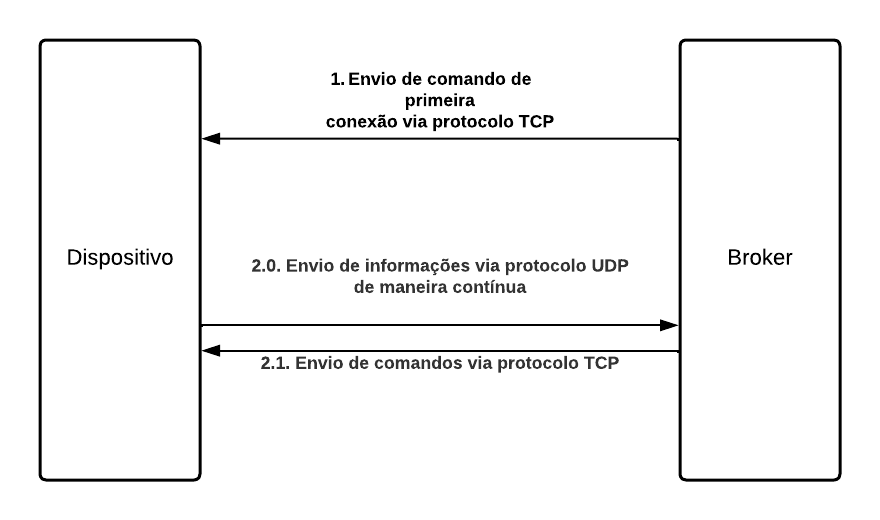 1. Envio de comando de
primeira
conexão via protocolo TCP
Dispositivo
Broker
2.0. Envio de informações via protocolo UDP
de maneira contínua
2.1. Envio de comandos via protocolo TCP